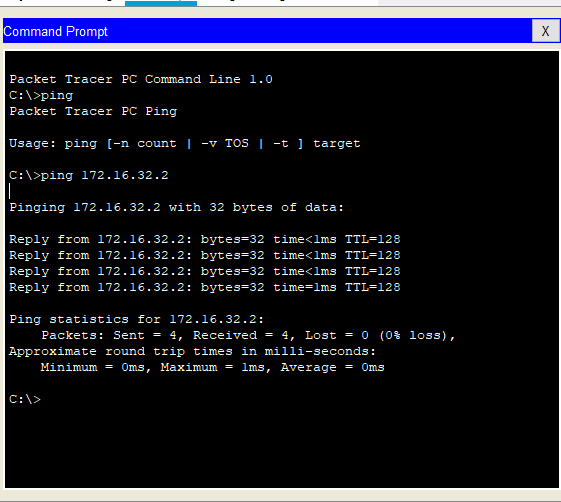 Command Prompt
X
Packet Tracer PC Command Line 1.0
C:\>ping
Packet Tracer PC Ping
Usage: ping [-n count | -v TOS | -t ] target
C:\>ping 172.16.32.2
Pinging 172.16.32.2 with 32 bytes of data:
Reply from 172.16.32.2: bytes=32 time<1ms TTL=128
Reply from 172.16.32.2: bytes=32 time<1ms TTL=128
Reply from 172.16.32.2: bytes=32 time<1ms TTL=128
Reply from 172.16.32.2: bytes=32 time=1ms TTL=128
Ping statistics for 172.16.32.2:
Packets: Sent = 4, Received = 4, Lost = 0 (0% loss),
Approximate round trip times in milli-seconds:
Minimum = 0ms, Maximum = 1ms, Average = 0ms
C:\>